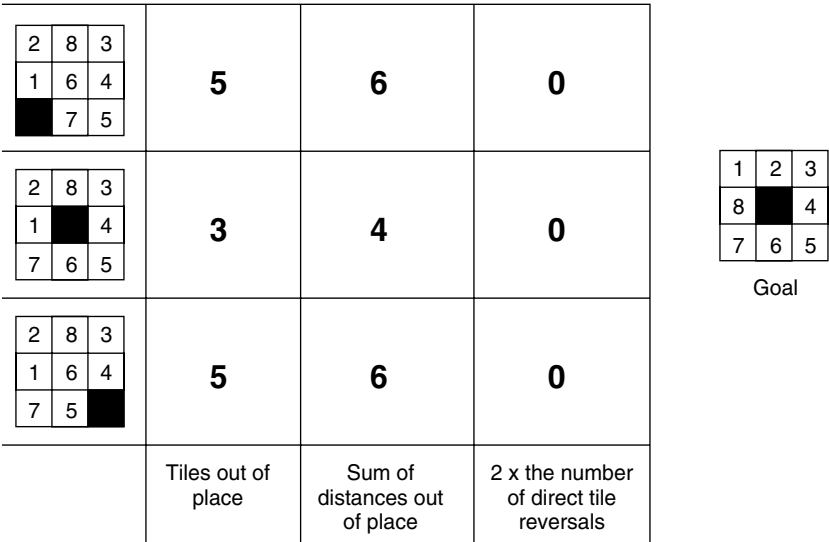 2 8 3
1 6 4
7 5
5 6 0
2 8 3
1 4
7 6 5
3 4 0
2 8 3
1 6 4
7 5
5 6 0
Tiles out of
place
Sum of
distances out
of place
2 x the number
of direct tile
reversals
1 2 3
8 4
7 6 5
Goal